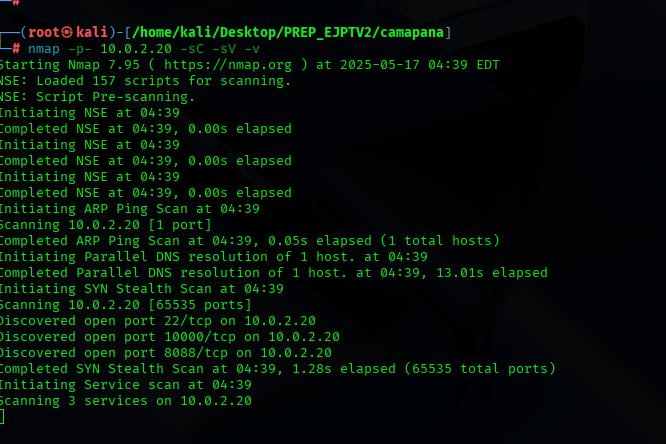 └─#
┌──(root㉿kali)-[/home/kali/Desktop/PREP_EJPTV2/camapana]
└─# nmap -p- 10.0.2.20 -sC -sV -v
Starting Nmap 7.95 ( https://nmap.org ) at 2025-05-17 04:39 EDT
NSE: Loaded 157 scripts for scanning.
NSE: Script Pre-scanning.
Initiating NSE at 04:39
Completed NSE at 04:39, 0.00s elapsed
Initiating NSE at 04:39
Completed NSE at 04:39, 0.00s elapsed
Initiating NSE at 04:39
Completed NSE at 04:39, 0.00s elapsed
Initiating ARP Ping Scan at 04:39
Scanning 10.0.2.20 [1 port]
Completed ARP Ping Scan at 04:39, 0.05s elapsed (1 total hosts)
Initiating Parallel DNS resolution of 1 host. at 04:39
Completed Parallel DNS resolution of 1 host. at 04:39, 13.01s elapsed
Initiating SYN Stealth Scan at 04:39
Scanning 10.0.2.20 [65535 ports]
Discovered open port 22/tcp on 10.0.2.20
Discovered open port 10000/tcp on 10.0.2.20
Discovered open port 8088/tcp on 10.0.2.20
Completed SYN Stealth Scan at 04:39, 1.28s elapsed (65535 total ports)
Initiating Service scan at 04:39
Scanning 3 services on 10.0.2.20